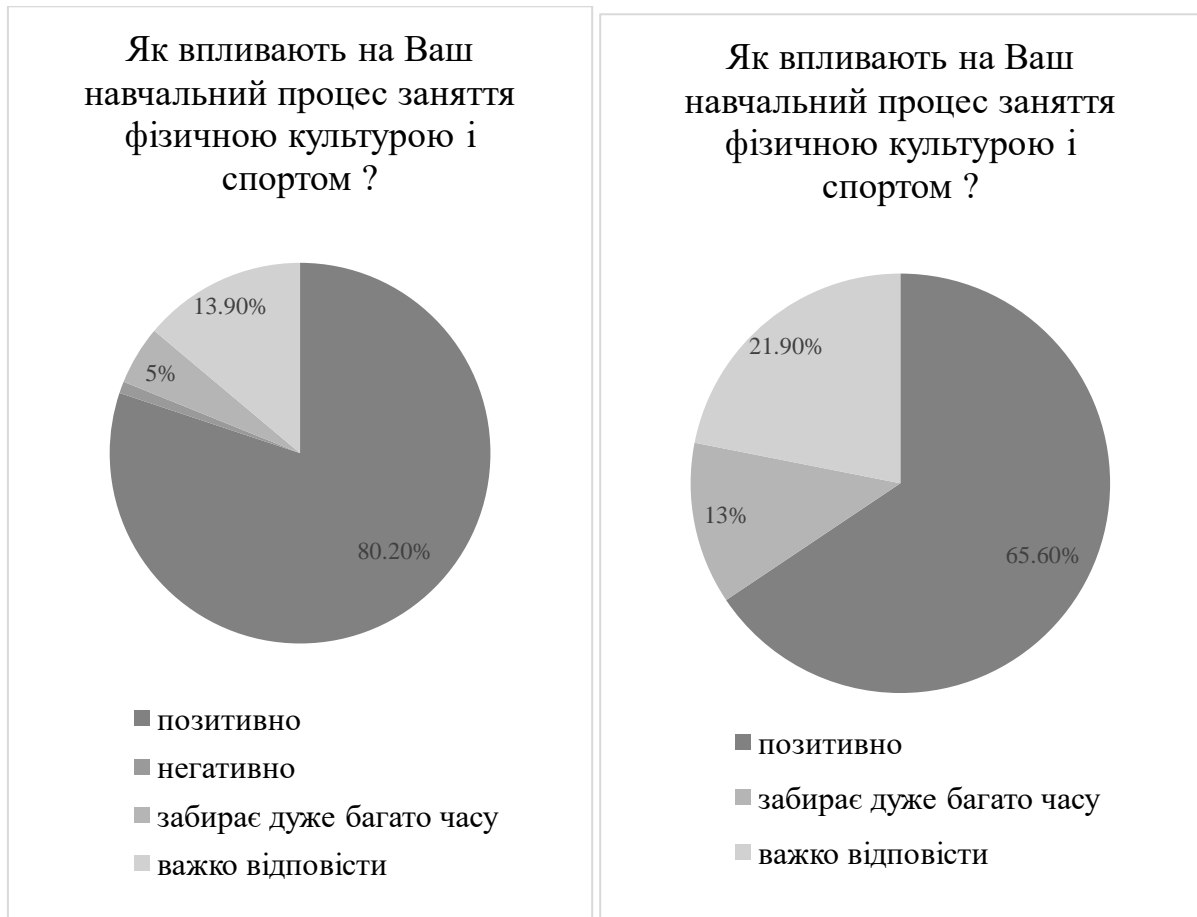 Як впливають на Ваш
навчальний процес заняття
фізичною культурою і
спортом ?
13.90%
5%
80.20%
позитивно
негативно
забирає дуже багато часу
важко відповісти
Як впливають на Ваш
навчальний процес заняття
фізичною культурою і
спортом ?
21.90%
13%
65.60%
позитивно
забирає дуже багато часу
важко відповісти